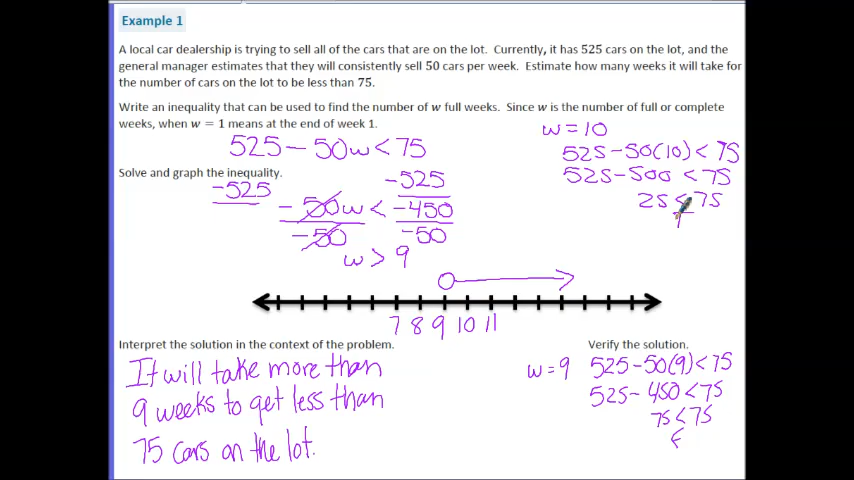 Example 1
A local car dealership is trying to sell all of the cars that are on the lot. Currently, it has 525 cars on the lot, and the
general manager estimates that they will consistently sell 50 cars per week. Estimate how many weeks it will take for
the number of cars on the lot to be less than 75.
Write an inequality that can be used to find the number of w full weeks. Since w is the number of full or complete
weeks, when w = 1 means at the end of week 1.
525 - 50w < 75
Solve and graph the inequality.
-525 -525
-50w < -450
-50 -50
w > 9
w = 10
525 - 50(10) < 75
525 - 500 < 75
25 < 75
T
7 8 9 10 11
Interpret the solution in the context of the problem.
It will take more than
9 weeks to get less than
75 cars on the lot.
Verify the solution.
w = 9 525 - 50(9) < 75
525 - 450 < 75
75 < 75
F